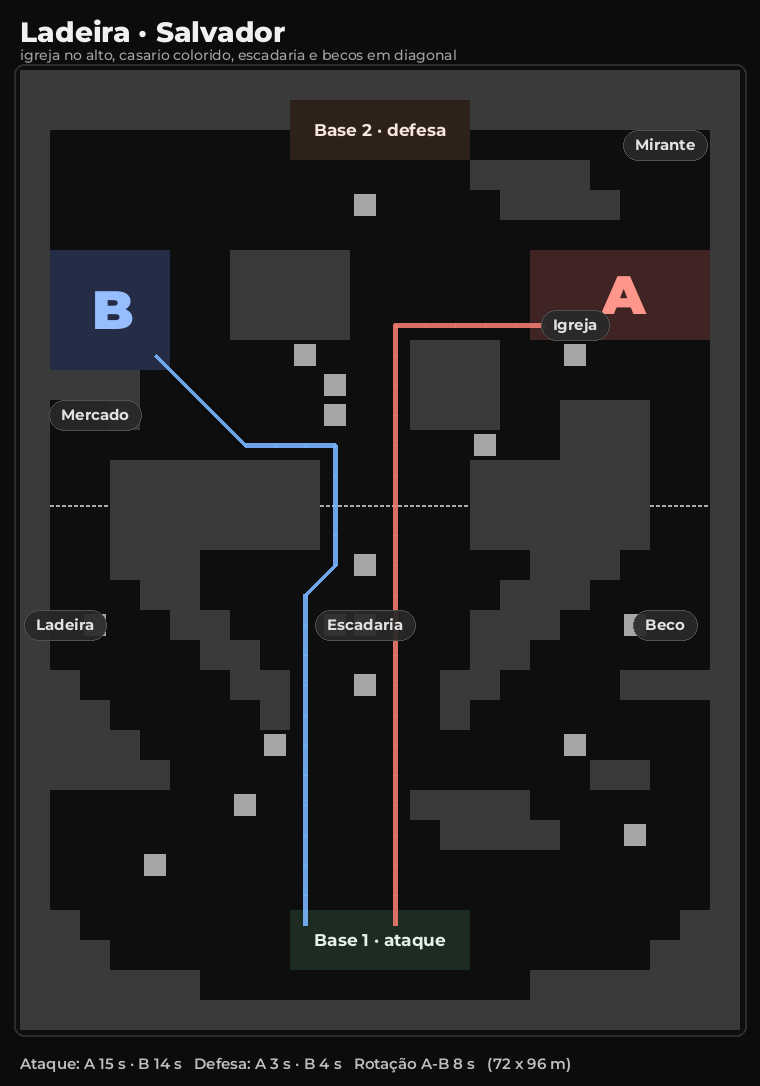 Ladeira · Salvador
igreja no alto, casario colorido, escadaria e becos em diagonal
Base 2 · defesa
Mirante
B
A
Igreja
Mercado
Ladeira
Escadaria
Beco
Base 1 · ataque
Ataque: A 15 s · B 14 s   Defesa: A 3 s · B 4 s   Rotação A-B 8 s   (72 x 96 m)